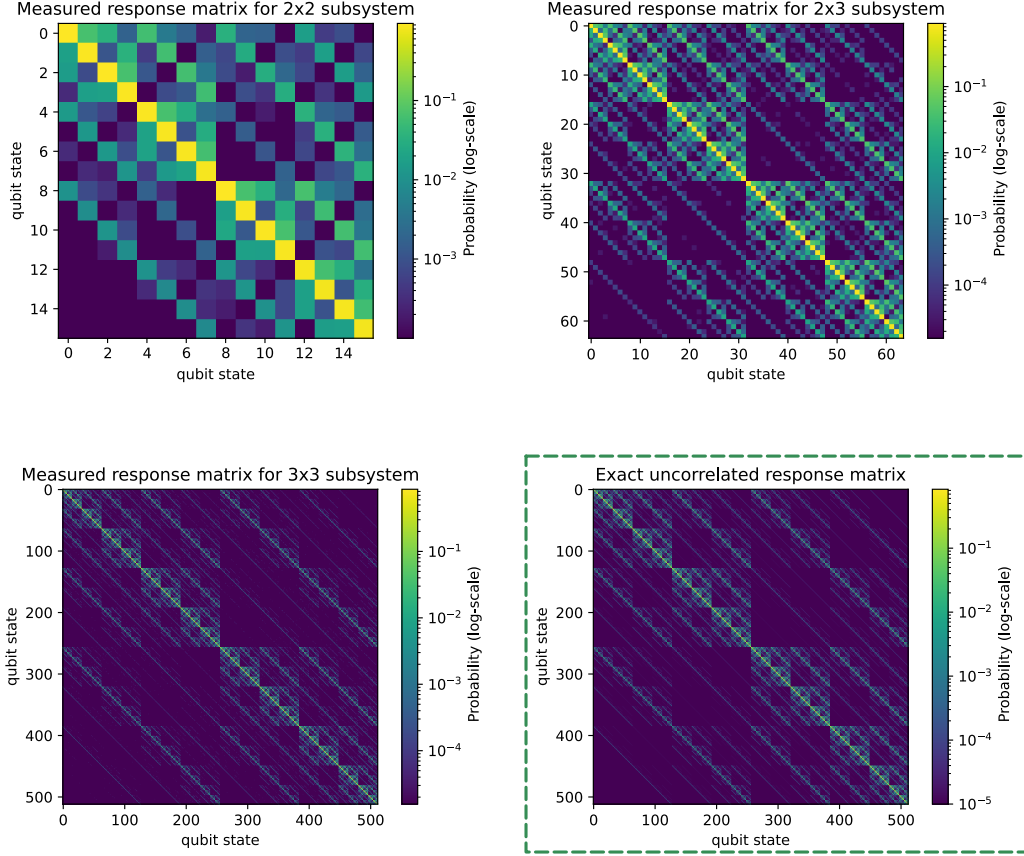 Measured response matrix for 2x2 subsystem
0
2
4
6
8
10
12
14
qubit state
0 2 4 6 8 10 12 14
qubit state
10⁻¹
10⁻²
10⁻³
Probability (log-scale)
Measured response matrix for 2x3 subsystem
0
10
20
30
40
50
60
qubit state
0 10 20 30 40 50 60
qubit state
10⁻¹
10⁻²
10⁻³
10⁻⁴
Probability (log-scale)
Measured response matrix for 3x3 subsystem
0
100
200
300
400
500
qubit state
0 100 200 300 400 500
qubit state
10⁻¹
10⁻²
10⁻³
10⁻⁴
Probability (log-scale)
Exact uncorrelated response matrix
0
100
200
300
400
500
qubit state
0 100 200 300 400 500
qubit state
10⁻¹
10⁻²
10⁻³
10⁻⁴
10⁻⁵
Probability (log-scale)